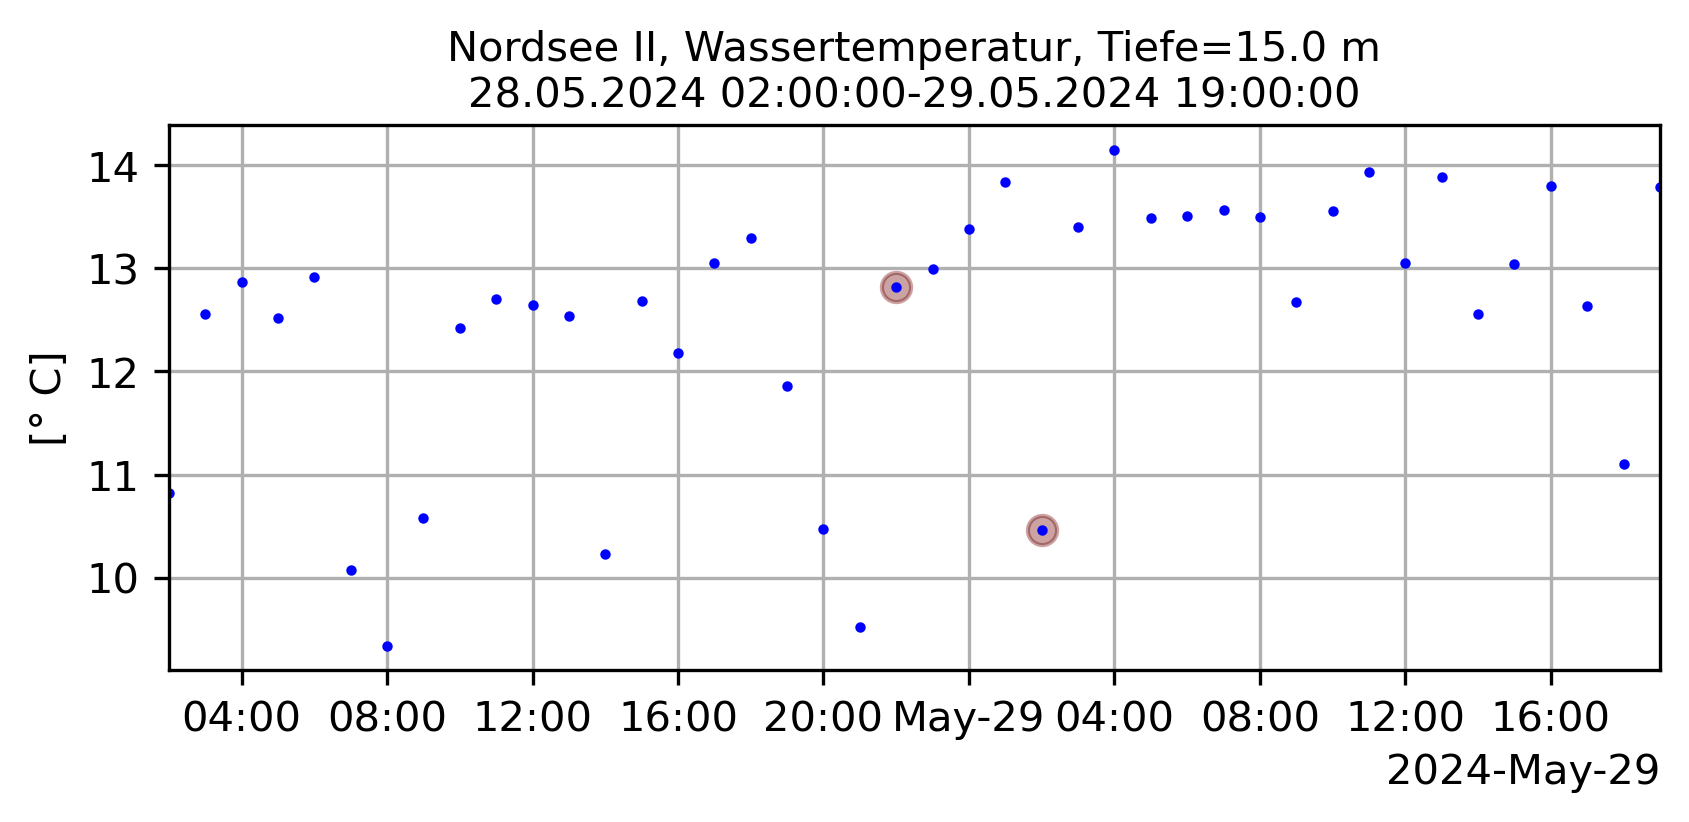 Nordsee II, Wassertemperatur, Tiefe=15.0 m
28.05.2024 02:00:00-29.05.2024 19:00:00
14
13
12
11
10
[° C]
04:00 08:00 12:00 16:00 20:00 May-29 04:00 08:00 12:00 16:00
2024-May-29